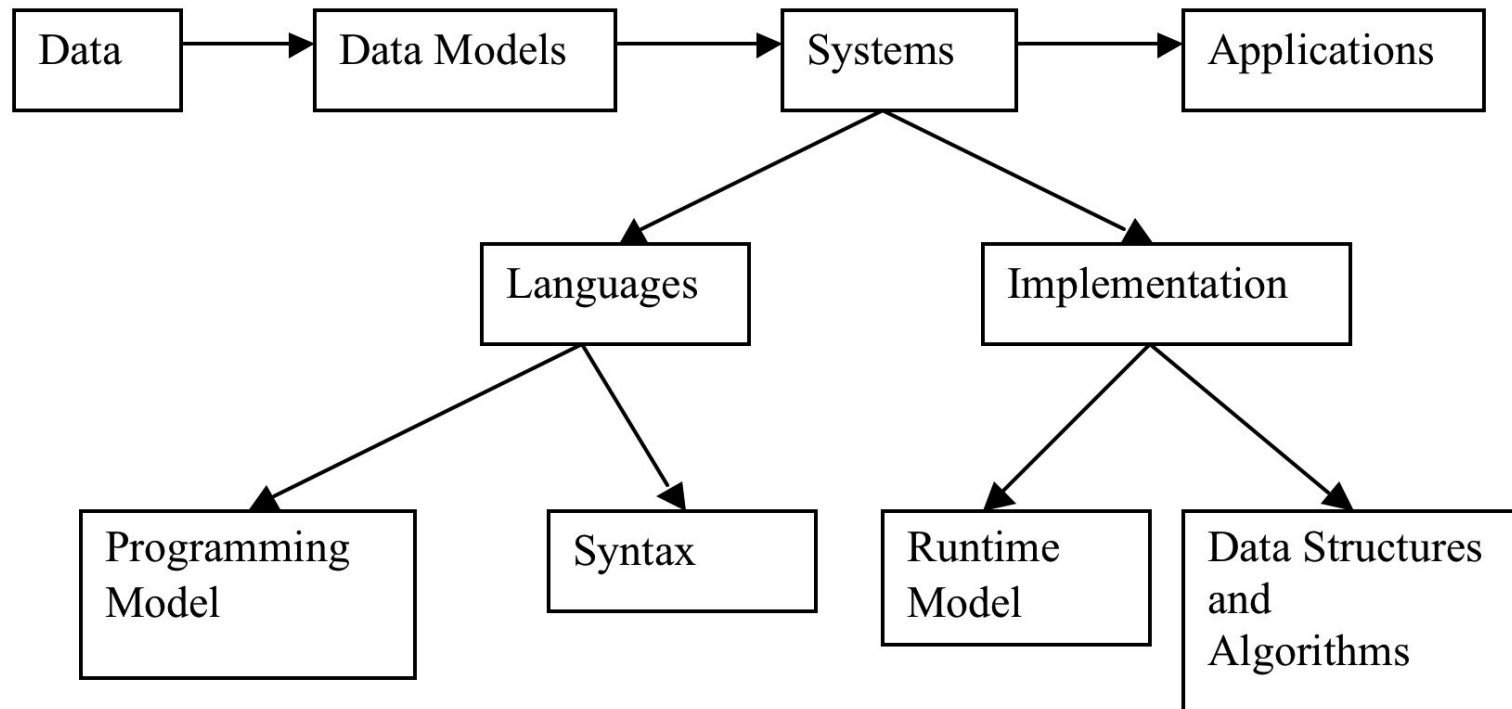 Data
Data Models
Systems
Applications
Languages
Implementation
Programming
Model
Syntax
Runtime
Model
Data Structures
and
Algorithms